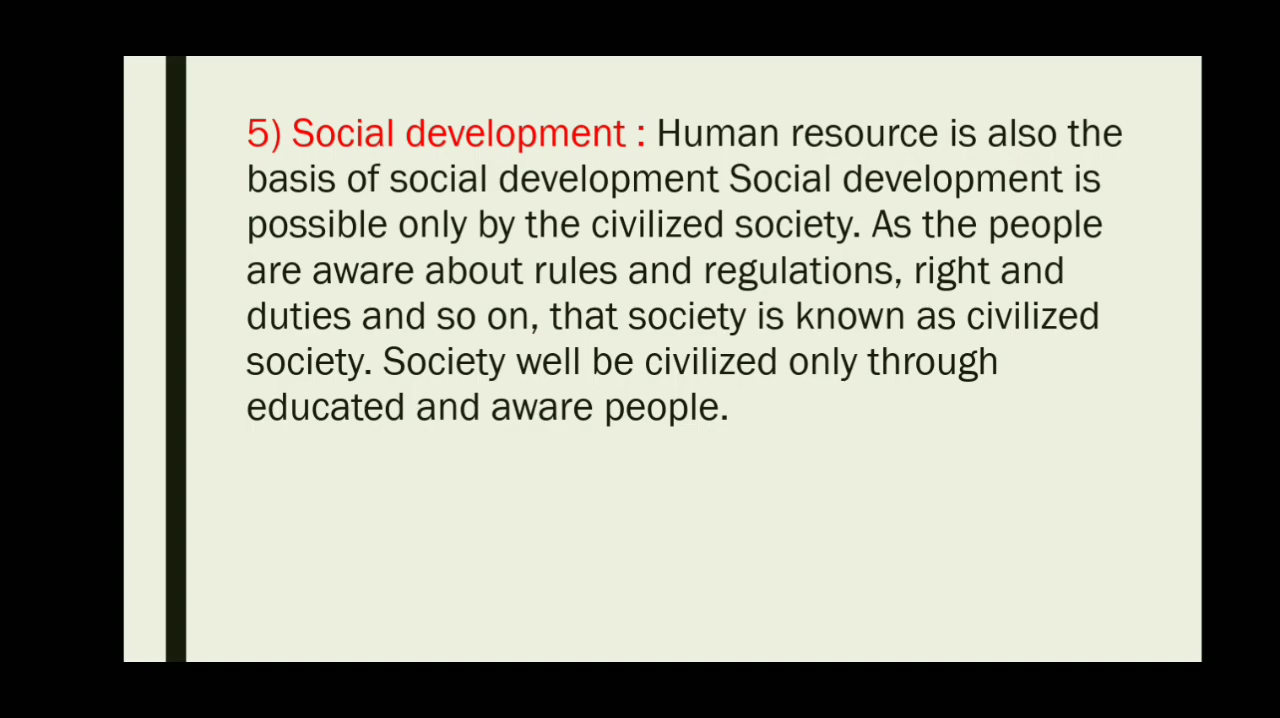 5) Social development : Human resource is also the
basis of social development Social development is
possible only by the civilized society. As the people
are aware about rules and regulations, right and
duties and so on, that society is known as civilized
society. Society well be civilized only through
educated and aware people.